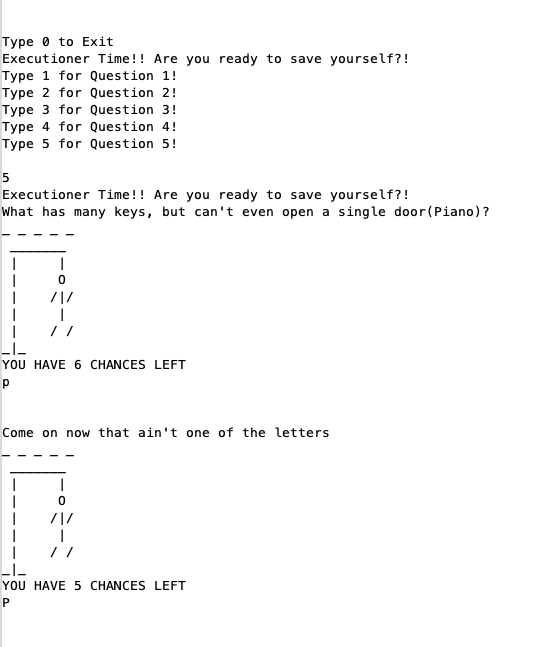 Type 0 to Exit
Executioner Time!! Are you ready to save yourself?!
Type 1 for Question 1!
Type 2 for Question 2!
Type 3 for Question 3!
Type 4 for Question 4!
Type 5 for Question 5!
5
Executioner Time!! Are you ready to save yourself?!
What has many keys, but can't even open a single door(Piano)?
_ _ _ _ _
 _______
 |     |
 |     O
 |    /|/
 |     |
 |    / /
_|_
YOU HAVE 6 CHANCES LEFT
p
Come on now that ain't one of the letters
_ _ _ _ _
 _______
 |     |
 |     O
 |    /|/
 |     |
 |    / /
_|_
YOU HAVE 5 CHANCES LEFT
P